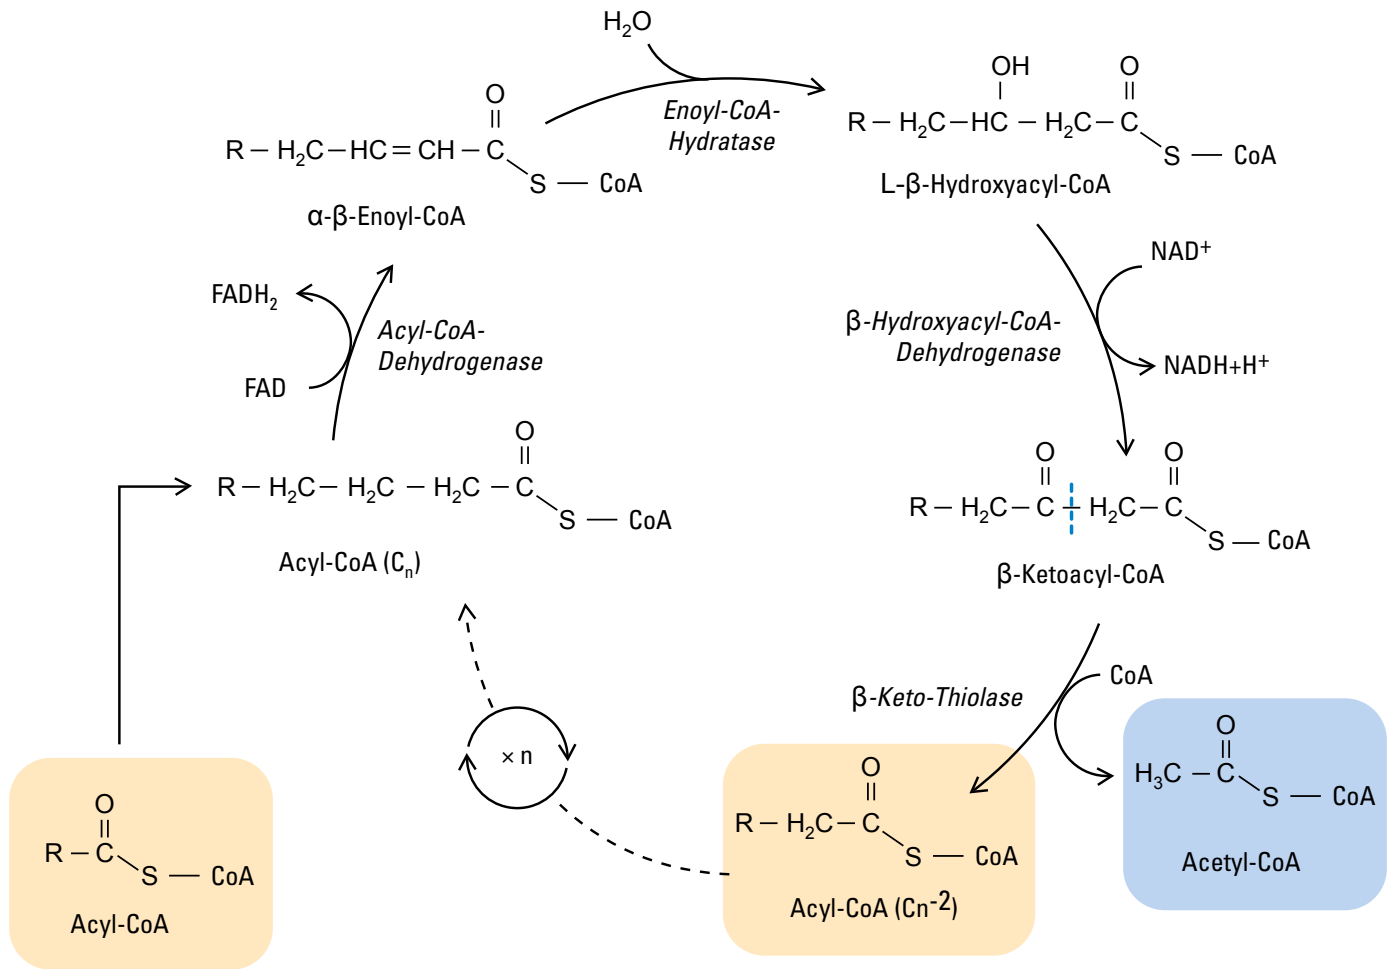 H₂O
Enoyl-CoA-
Hydratase
O
R – H₂C – HC = CH – C
S — CoA
α-β-Enoyl-CoA
OH O
R – H₂C – HC – H₂C – C
S — CoA
L-β-Hydroxyacyl-CoA
NAD⁺
β-Hydroxyacyl-CoA-
Dehydrogenase
NADH+H⁺
FADH₂
Acyl-CoA-
Dehydrogenase
FAD
O
R – H₂C – H₂C – H₂C – C
S — CoA
Acyl-CoA (Cₙ)
O O
R – H₂C – C – H₂C – C
S — CoA
β-Ketoacyl-CoA
β-Keto-Thiolase
CoA
× n
O
R – C
S — CoA
Acyl-CoA
O
R – H₂C – C
S — CoA
Acyl-CoA (Cn⁻²)
O
H₃C – C
S — CoA
Acetyl-CoA